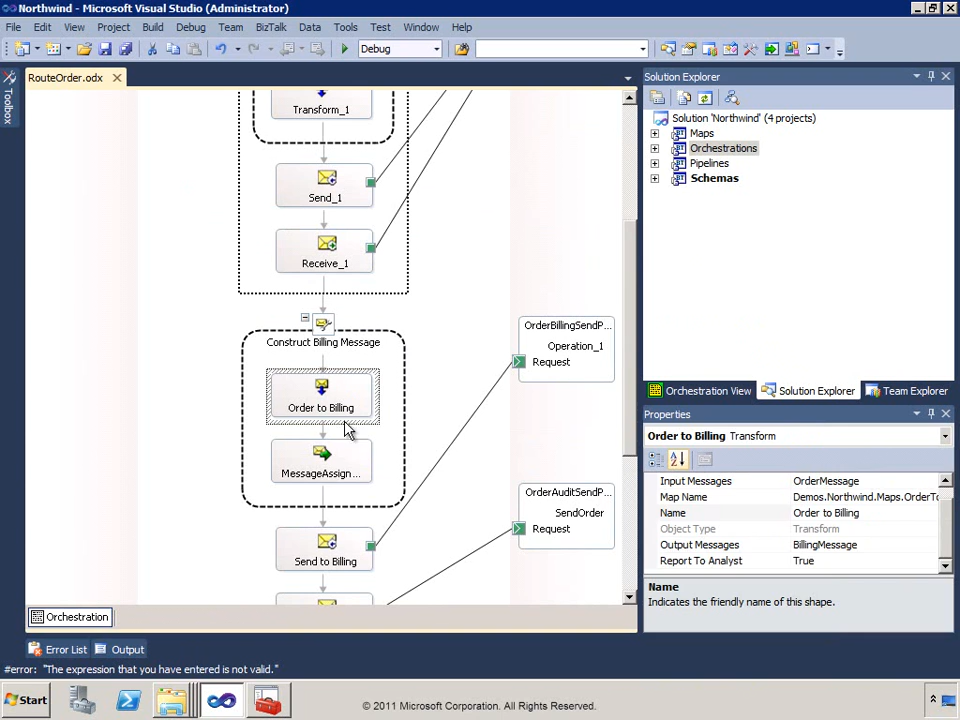 Northwind - Microsoft Visual Studio (Administrator)
File Edit View Project Build Debug Team BizTalk Data Tools Test Window Help
Debug
RouteOrder.odx
Toolbox
Transform_1
Send_1
Receive_1
Construct Billing Message
Order to Billing
MessageAssign...
Send to Billing
OrderBillingSendP...
Operation_1
Request
OrderAuditSendP...
SendOrder
Request
Orchestration
Solution Explorer
Solution 'Northwind' (4 projects)
Maps
Orchestrations
Pipelines
Schemas
Orchestration View Solution Explorer Team Explorer
Properties
Order to Billing Transform
Input Messages OrderMessage
Map Name Demos.Northwind.Maps.OrderTo
Name Order to Billing
Object Type Transform
Output Messages BillingMessage
Report To Analyst True
Name
Indicates the friendly name of this shape.
Error List Output
#error: "The expression that you have entered is not valid."
Start
© 2011 Microsoft Corporation. All Rights Reserved.